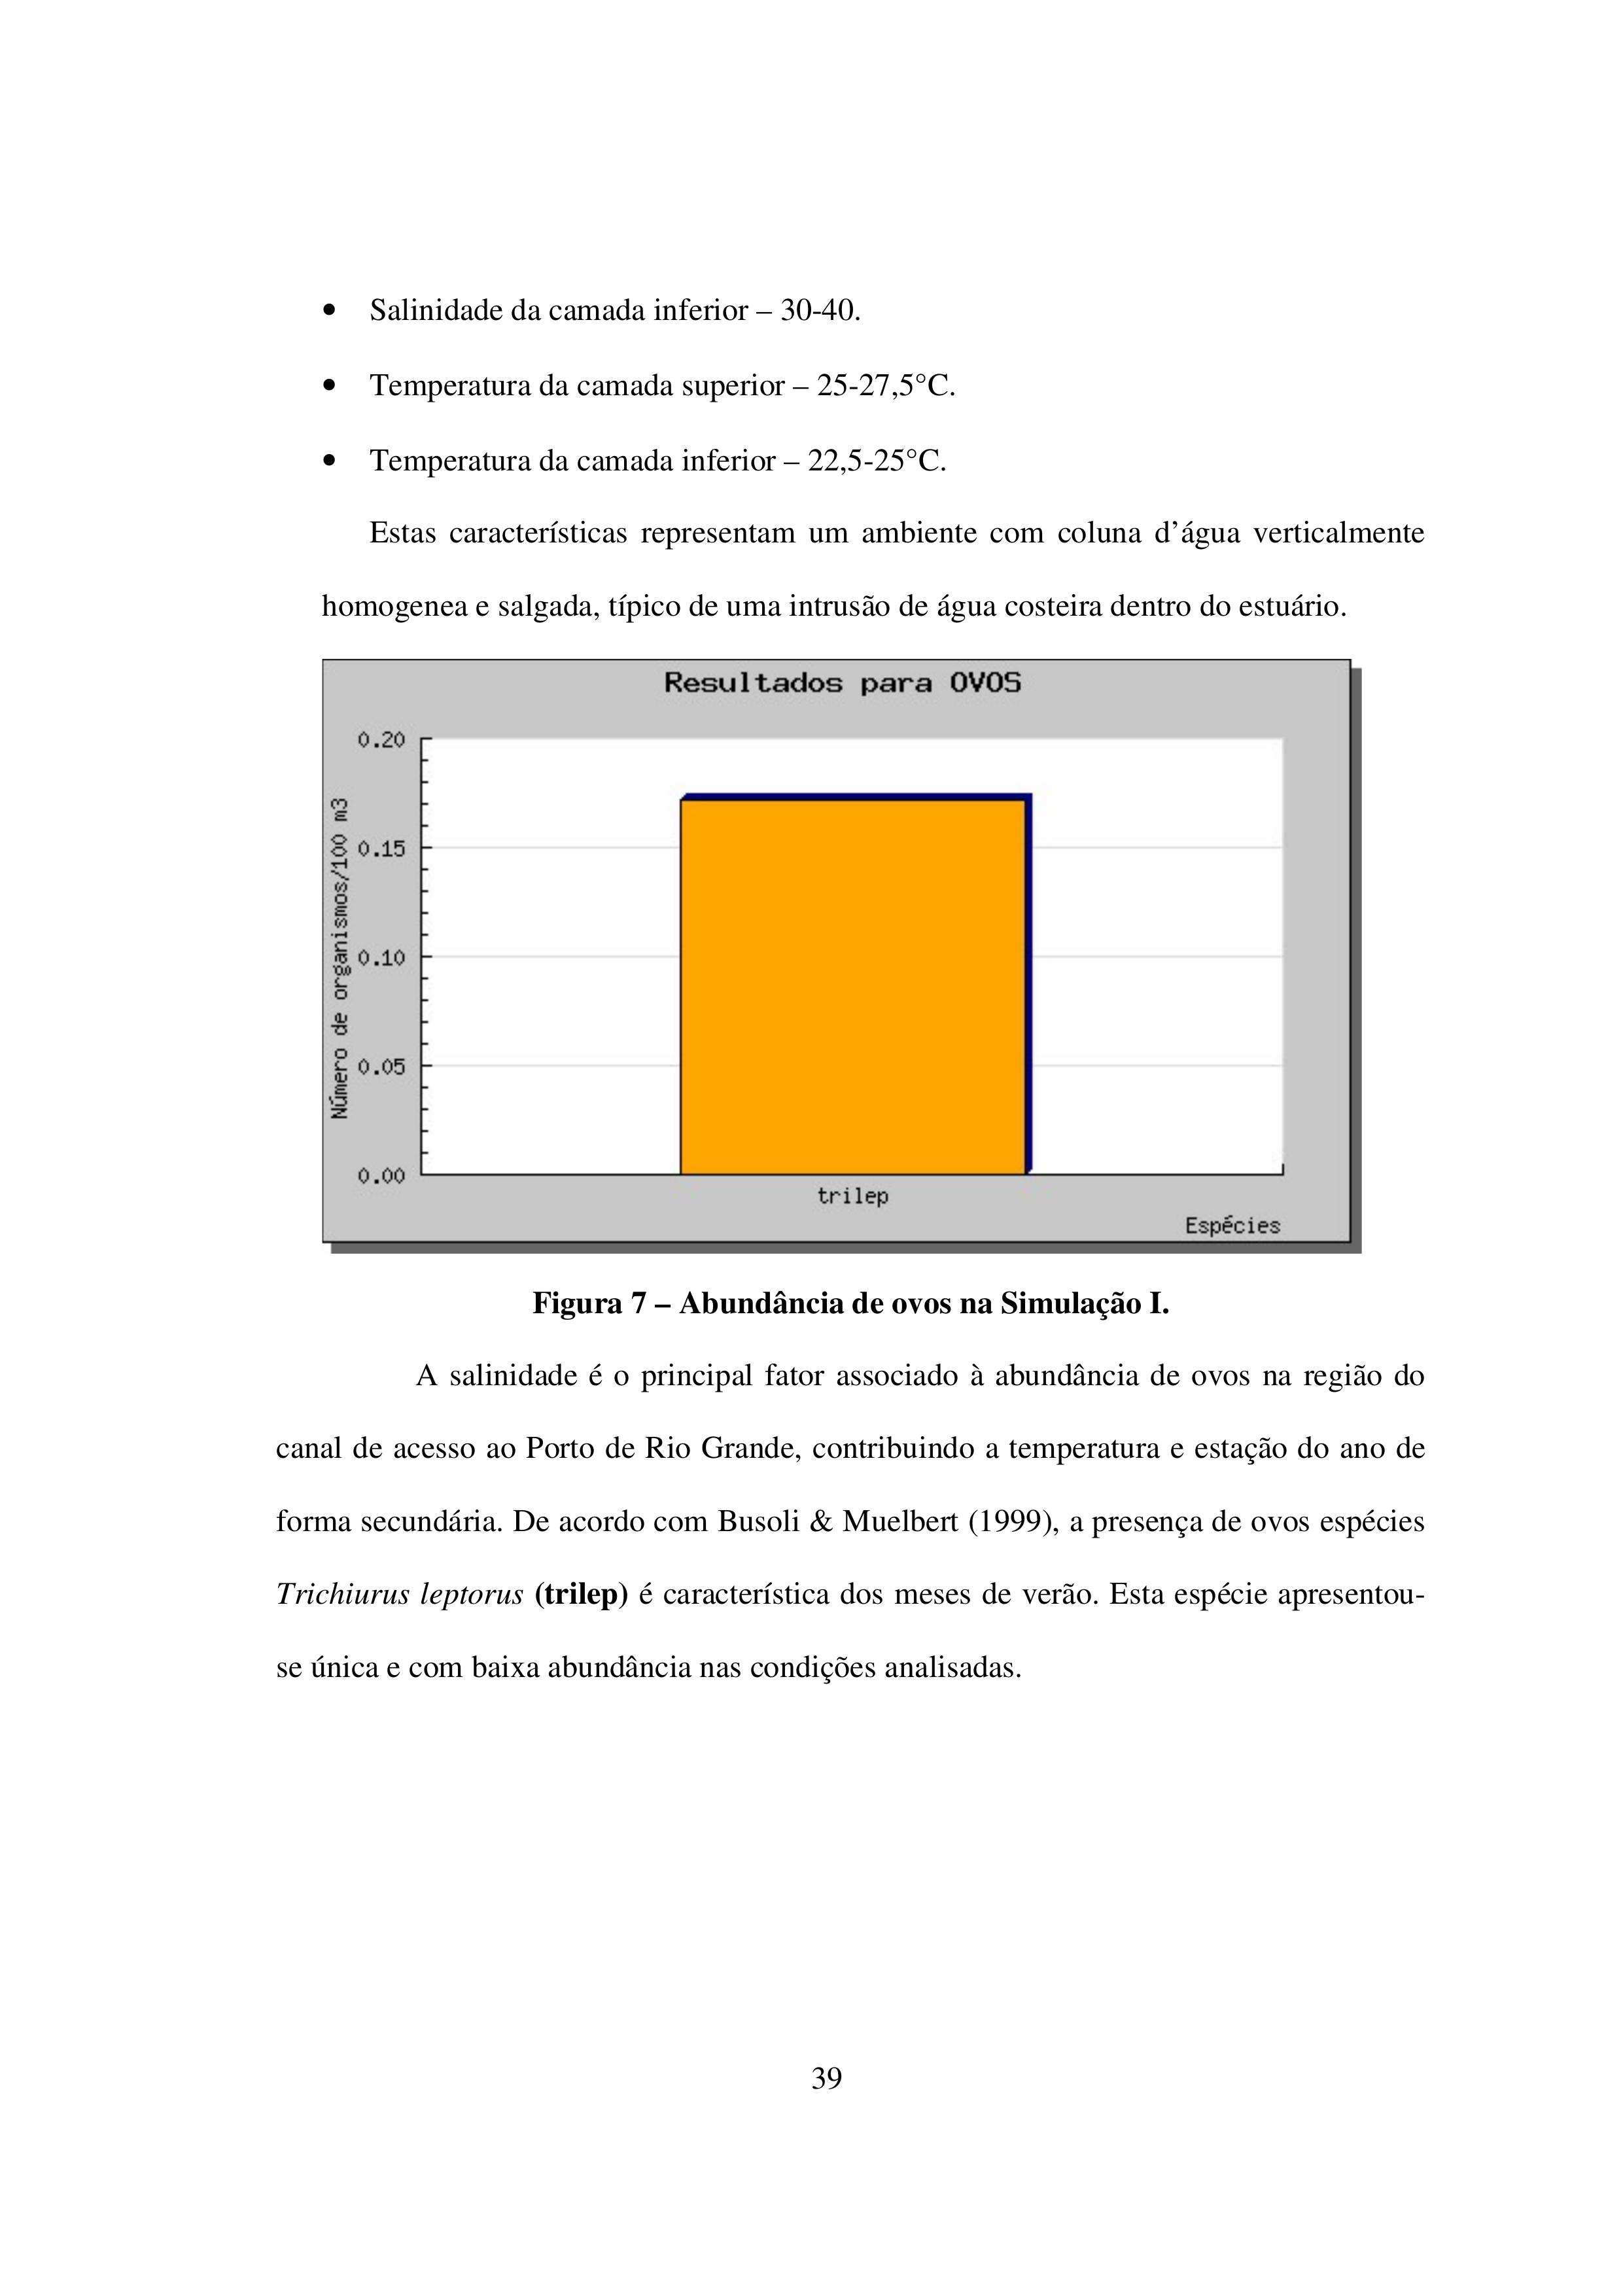 • Salinidade da camada inferior – 30-40.
• Temperatura da camada superior – 25-27,5°C.
• Temperatura da camada inferior – 22,5-25°C.
Estas características representam um ambiente com coluna d’água verticalmente
homogenea e salgada, típico de uma intrusão de água costeira dentro do estuário.
Resultados para OVOS
Número de organismos/100 m3
0.20
0.15
0.10
0.05
0.00
trilep
Espécies
Figura 7 – Abundância de ovos na Simulação I.
A salinidade é o principal fator associado à abundância de ovos na região do
canal de acesso ao Porto de Rio Grande, contribuindo a temperatura e estação do ano de
forma secundária. De acordo com Busoli & Muelbert (1999), a presença de ovos espécies
Trichiurus leptorus (trilep) é característica dos meses de verão. Esta espécie apresentou-
se única e com baixa abundância nas condições analisadas.
39